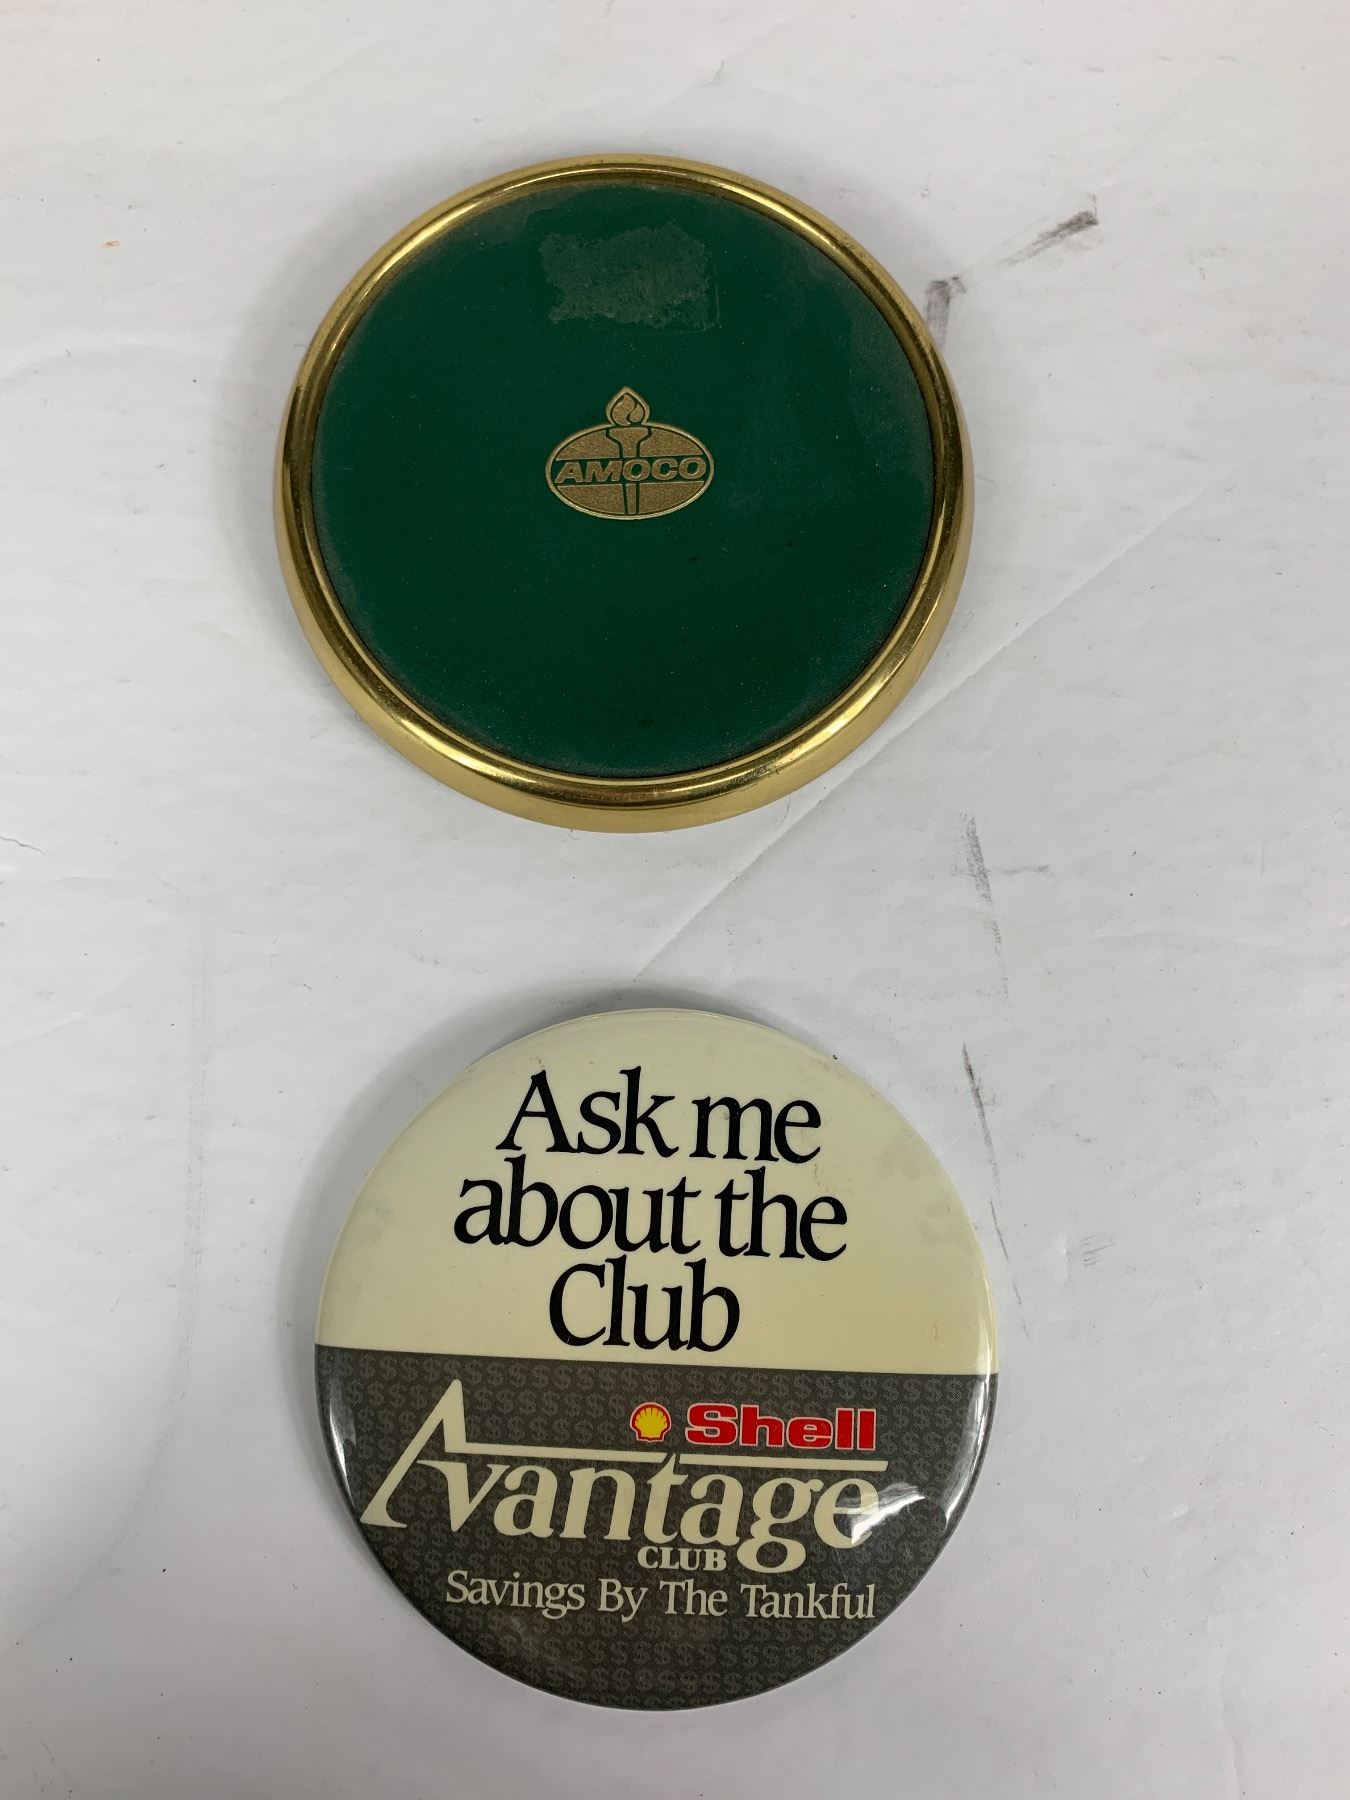 AMOCO
Ask me
about the
Club
Shell
Avantage
CLUB
Savings By The Tankful